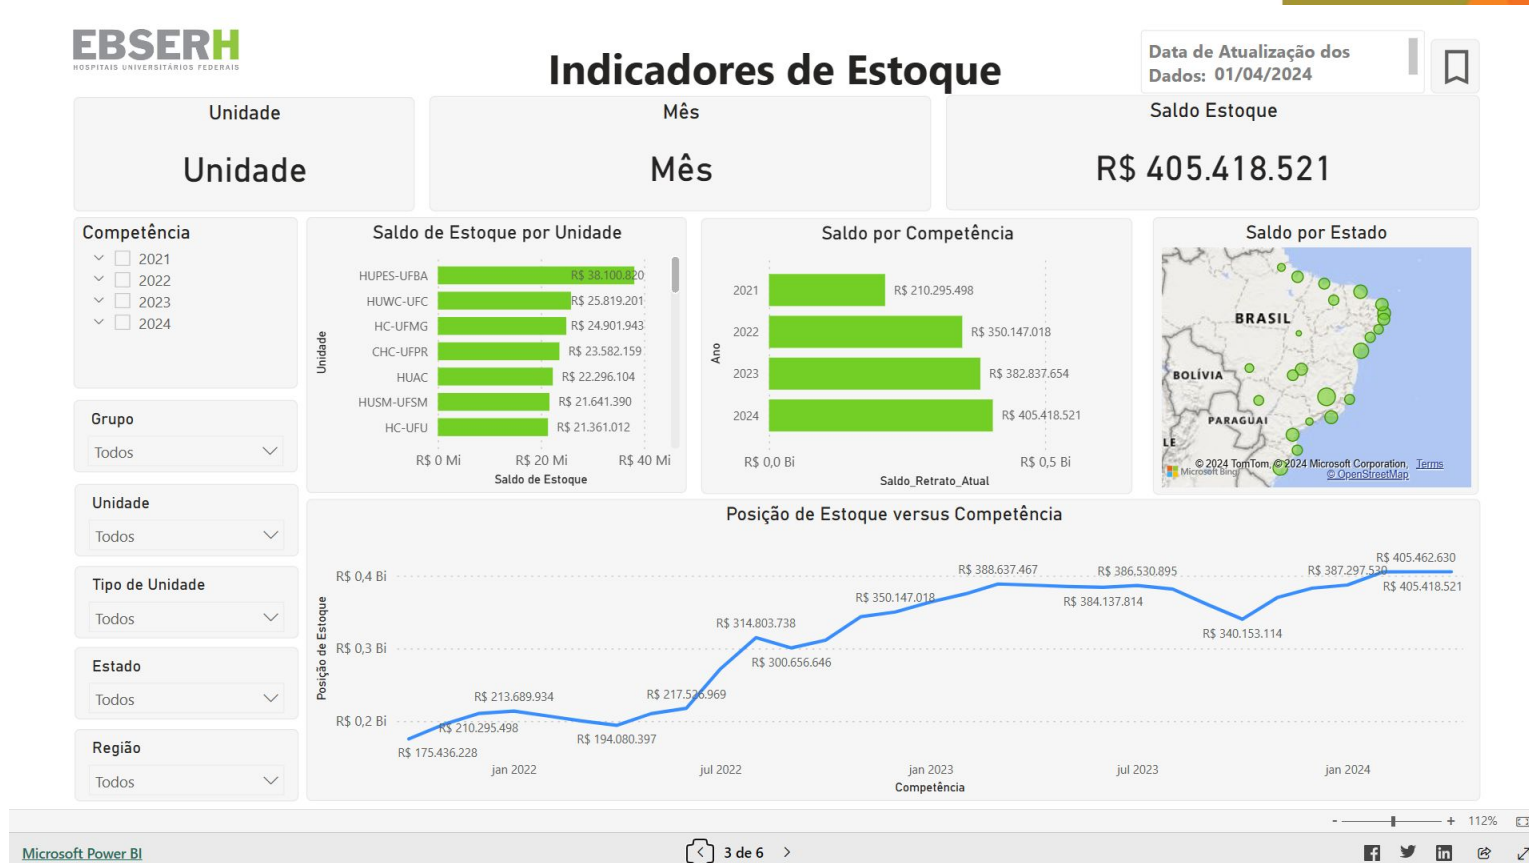 EBSERH
HOSPITAIS UNIVERSITÁRIOS FEDERAIS
Indicadores de Estoque
Data de Atualização dos
Dados: 01/04/2024
Unidade
Unidade
Mês
Mês
Saldo Estoque
R$ 405.418.521
Competência
2021
2022
2023
2024
Grupo
Todos
Unidade
Todos
Tipo de Unidade
Todos
Estado
Todos
Região
Todos
Saldo de Estoque por Unidade
Unidade
HUPES-UFBA R$ 38.100.820
HUWC-UFC R$ 25.819.201
HC-UFMG R$ 24.901.943
CHC-UFPR R$ 23.582.159
HUAC R$ 22.296.104
HUSM-UFSM R$ 21.641.390
HC-UFU R$ 21.361.012
R$ 0 Mi R$ 20 Mi R$ 40 Mi
Saldo de Estoque
Saldo por Competência
Ano
2021 R$ 210.295.498
2022 R$ 350.147.018
2023 R$ 382.837.654
2024 R$ 405.418.521
R$ 0,0 Bi R$ 0,5 Bi
Saldo_Retrato_Atual
Saldo por Estado
BRASIL
BOLÍVIA
PARAGUAI
LE
Microsoft Bing
© 2024 TomTom, © 2024 Microsoft Corporation, Terms
© OpenStreetMap
Posição de Estoque versus Competência
Posição de Estoque
R$ 0,4 Bi
R$ 0,3 Bi
R$ 0,2 Bi
R$ 175.436.228
R$ 210.295.498
R$ 213.689.934
R$ 194.080.397
R$ 217.526.969
R$ 314.803.738
R$ 300.656.646
R$ 350.147.018
R$ 388.637.467
R$ 384.137.814
R$ 386.530.895
R$ 340.153.114
R$ 387.297.530
R$ 405.462.630
R$ 405.418.521
jan 2022 jul 2022 jan 2023 jul 2023 jan 2024
Competência
- + 112%
Microsoft Power BI
3 de 6